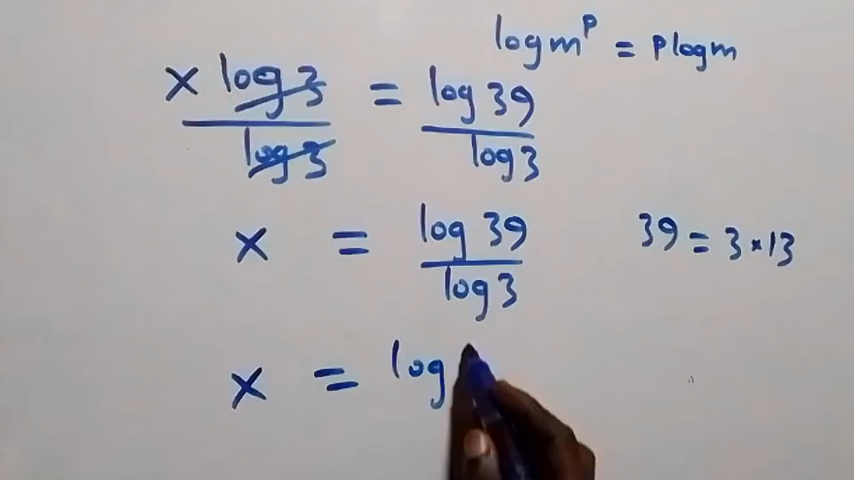 log m^p = p log m
x log 3 / log 3 = log 39 / log 3
x = log 39 / log 3
39 = 3 × 13
x = log